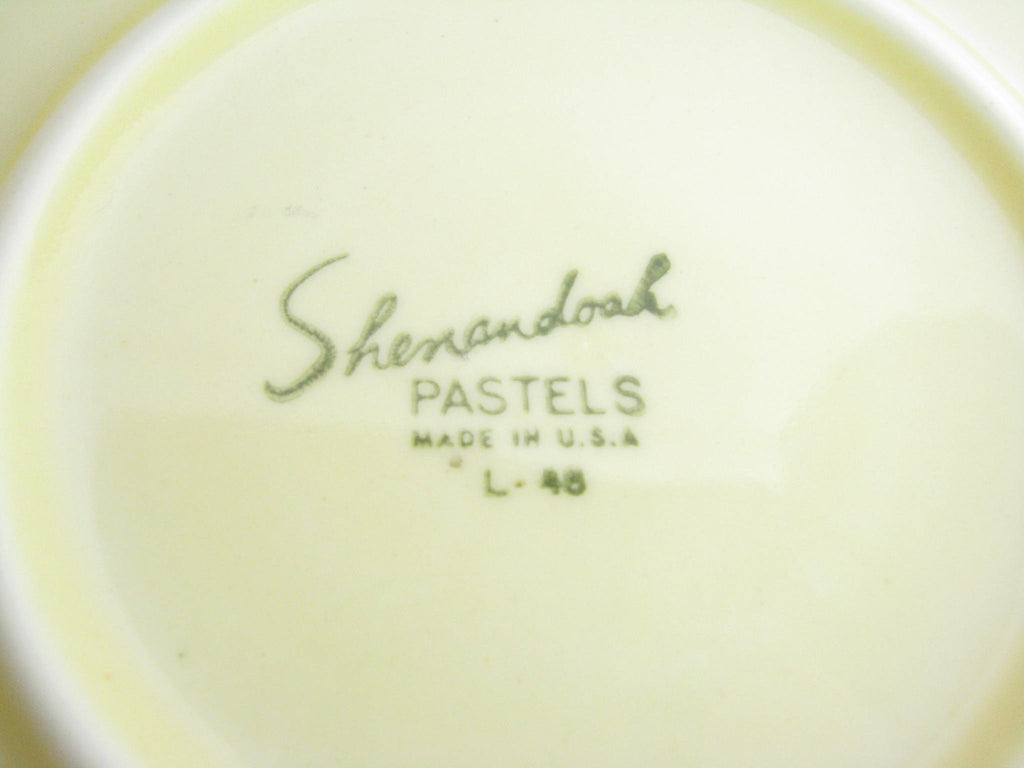 Shenandoah
PASTELS
MADE IN U.S.A
L - 48